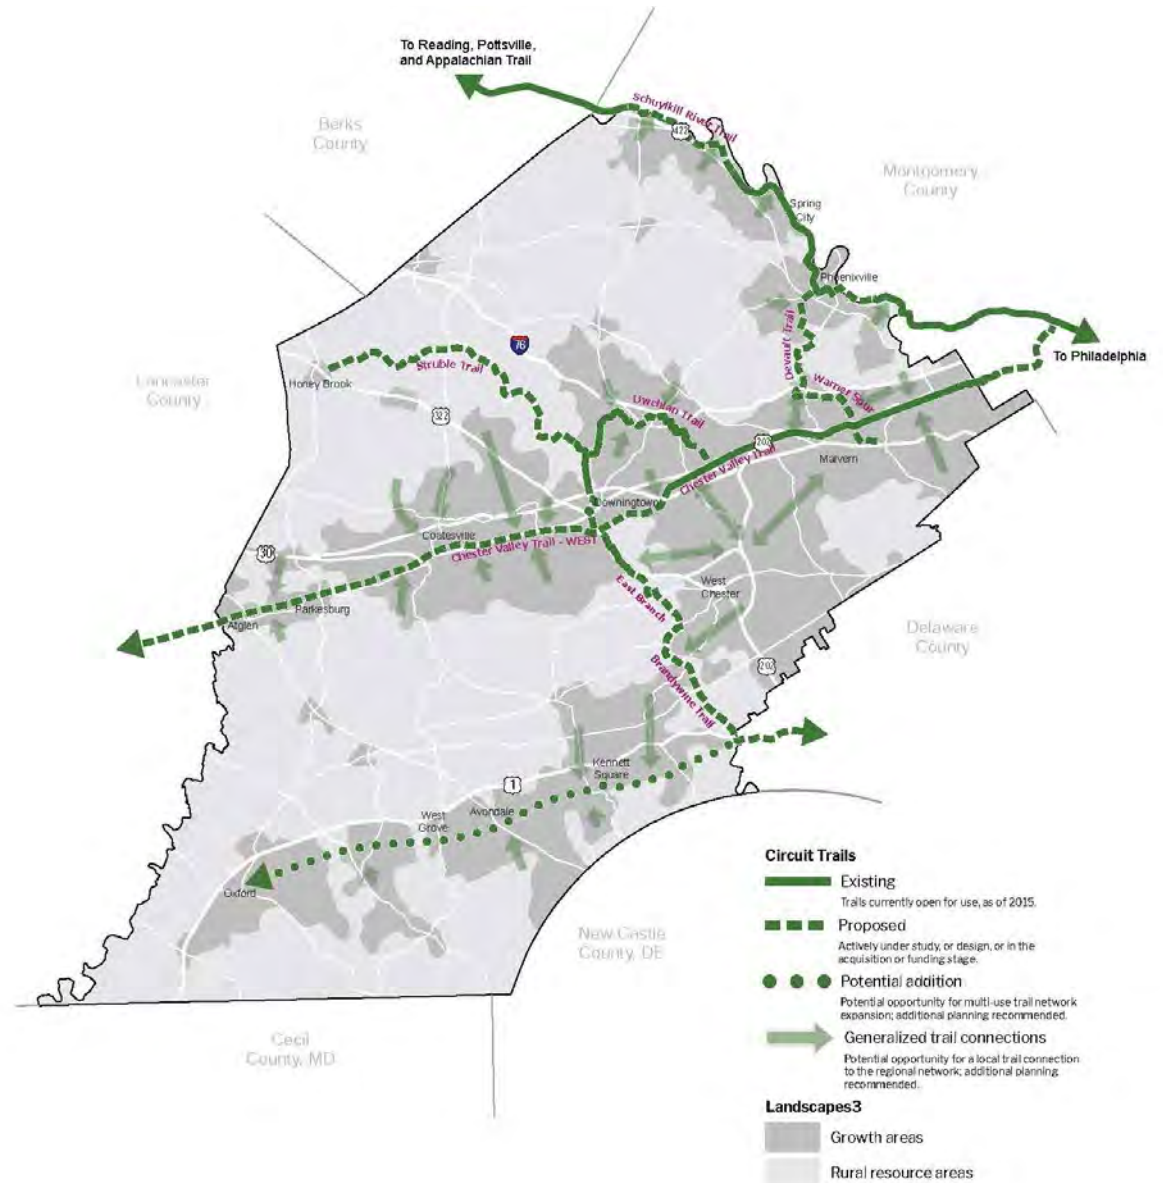 To Reading, Pottsville,
and Appalachian Trail
Schuylkill River Trail
422
Berks
County
Montgomery
County
Spring
City
Phoenixville
To Philadelphia
Devault Trail
76
Struble Trail
Honey Brook
Warner Spur
Lancaster
County
322
Uwchlan Trail
202
Chester Valley Trail
Malvern
Downingtown
Coatesville
Chester Valley Trail - WEST
30
East Branch
West
Chester
Parkesburg
Atglen
Delaware
County
202
Brandywine Trail
Kennett
Square
1
Avondale
West
Grove
Oxford
New Castle
County, DE
Cecil
County, MD
Circuit Trails
Existing
Trails currently open for use, as of 2015.
Proposed
Actively under study, or design, or in the
acquisition or funding stage.
Potential addition
Potential opportunity for multi-use trail network
expansion; additional planning recommended.
Generalized trail connections
Potential opportunity for a local trail connection
to the regional network; additional planning
recommended.
Landscapes3
Growth areas
Rural resource areas